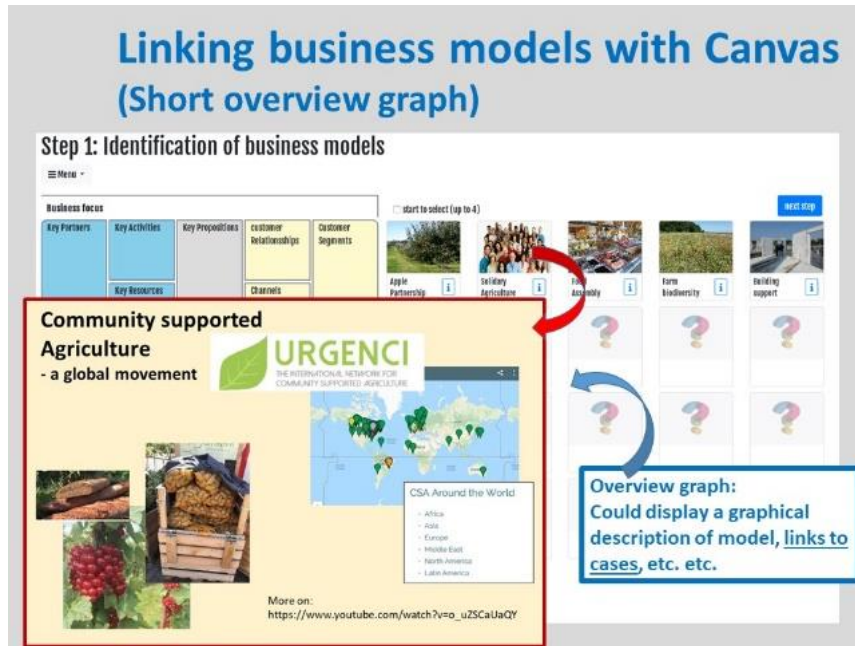 Linking business models with Canvas
(Short overview graph)
Step 1: Identification of business models
Menu
Business focus
start to select (up to 4)
next step
Key Partners
Key Activities
Key Propositions
customer
Relationships
Customer
Segments
Key Resources
Channels
Apple
Partnership
i
Solidary
Agriculture
i
Assembly
i
Farm
biodiversity
i
Building
support
i
Community supported
Agriculture
- a global movement
URGENCI
THE INTERNATIONAL NETWORK FOR
COMMUNITY SUPPORTED AGRICULTURE
CSA Around the World
- Africa
- Asia
- Europe
- Middle East
- North America
- Latin America
More on:
https://www.youtube.com/watch?v=o_uZSCaUaQY
Overview graph:
Could display a graphical
description of model, links to
cases, etc. etc.